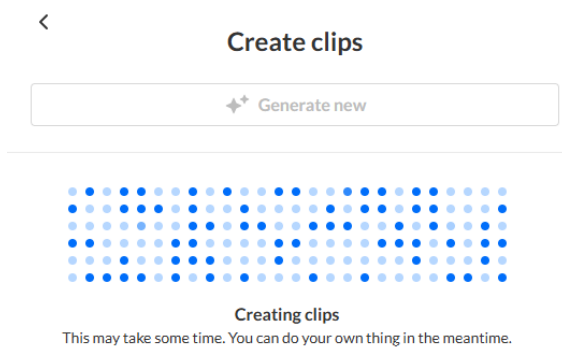 Create clips
Generate new
Creating clips
This may take some time. You can do your own thing in the meantime.